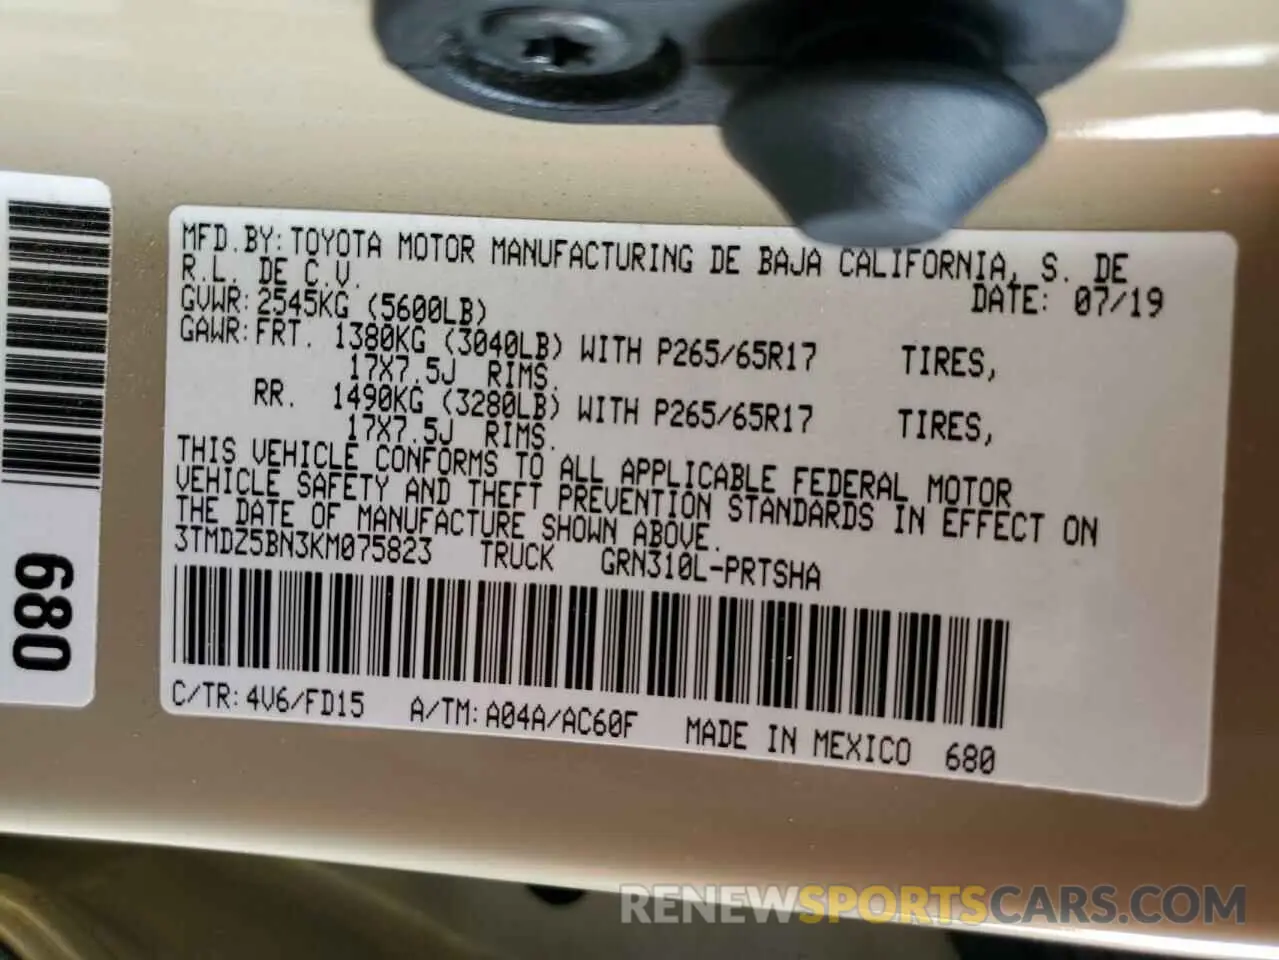 MFD.BY:TOYOTA MOTOR MANUFACTURING DE BAJA CALIFORNIA, S. DE
R.L. DE C.V.
DATE: 07/19
GVWR:2545KG (5600LB)
GAWR:FRT. 1380KG (3040LB) WITH P265/65R17 TIRES,
17X7.5J RIMS.
RR. 1490KG (3280LB) WITH P265/65R17 TIRES,
17X7.5J RIMS.
THIS VEHICLE CONFORMS TO ALL APPLICABLE FEDERAL MOTOR
VEHICLE SAFETY AND THEFT PREVENTION STANDARDS IN EFFECT ON
THE DATE OF MANUFACTURE SHOWN ABOVE.
3TMDZ5BN3KM075823 TRUCK GRN310L-PRTSHA
C/TR:4V6/FD15 A/TM:A04A/AC60F MADE IN MEXICO 680
089
RENEWSPORTSCARS.COM